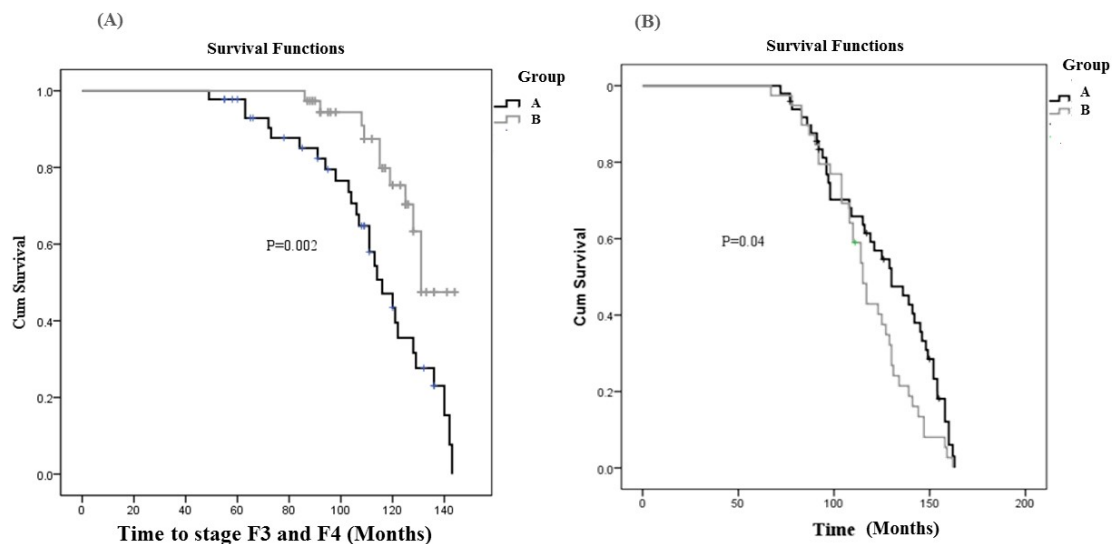 (A)
Survival Functions
Group
A
B
1.0
0.8
0.6
0.4
0.2
0.0
Cum Survival
P=0.002
0 20 40 60 80 100 120 140
Time to stage F3 and F4 (Months)
(B)
Survival Functions
Group
A
B
0
0.8
0.6
0.4
0.2
0.0
Cum Survival
P=0.04
0 50 100 150 200
Time (Months)